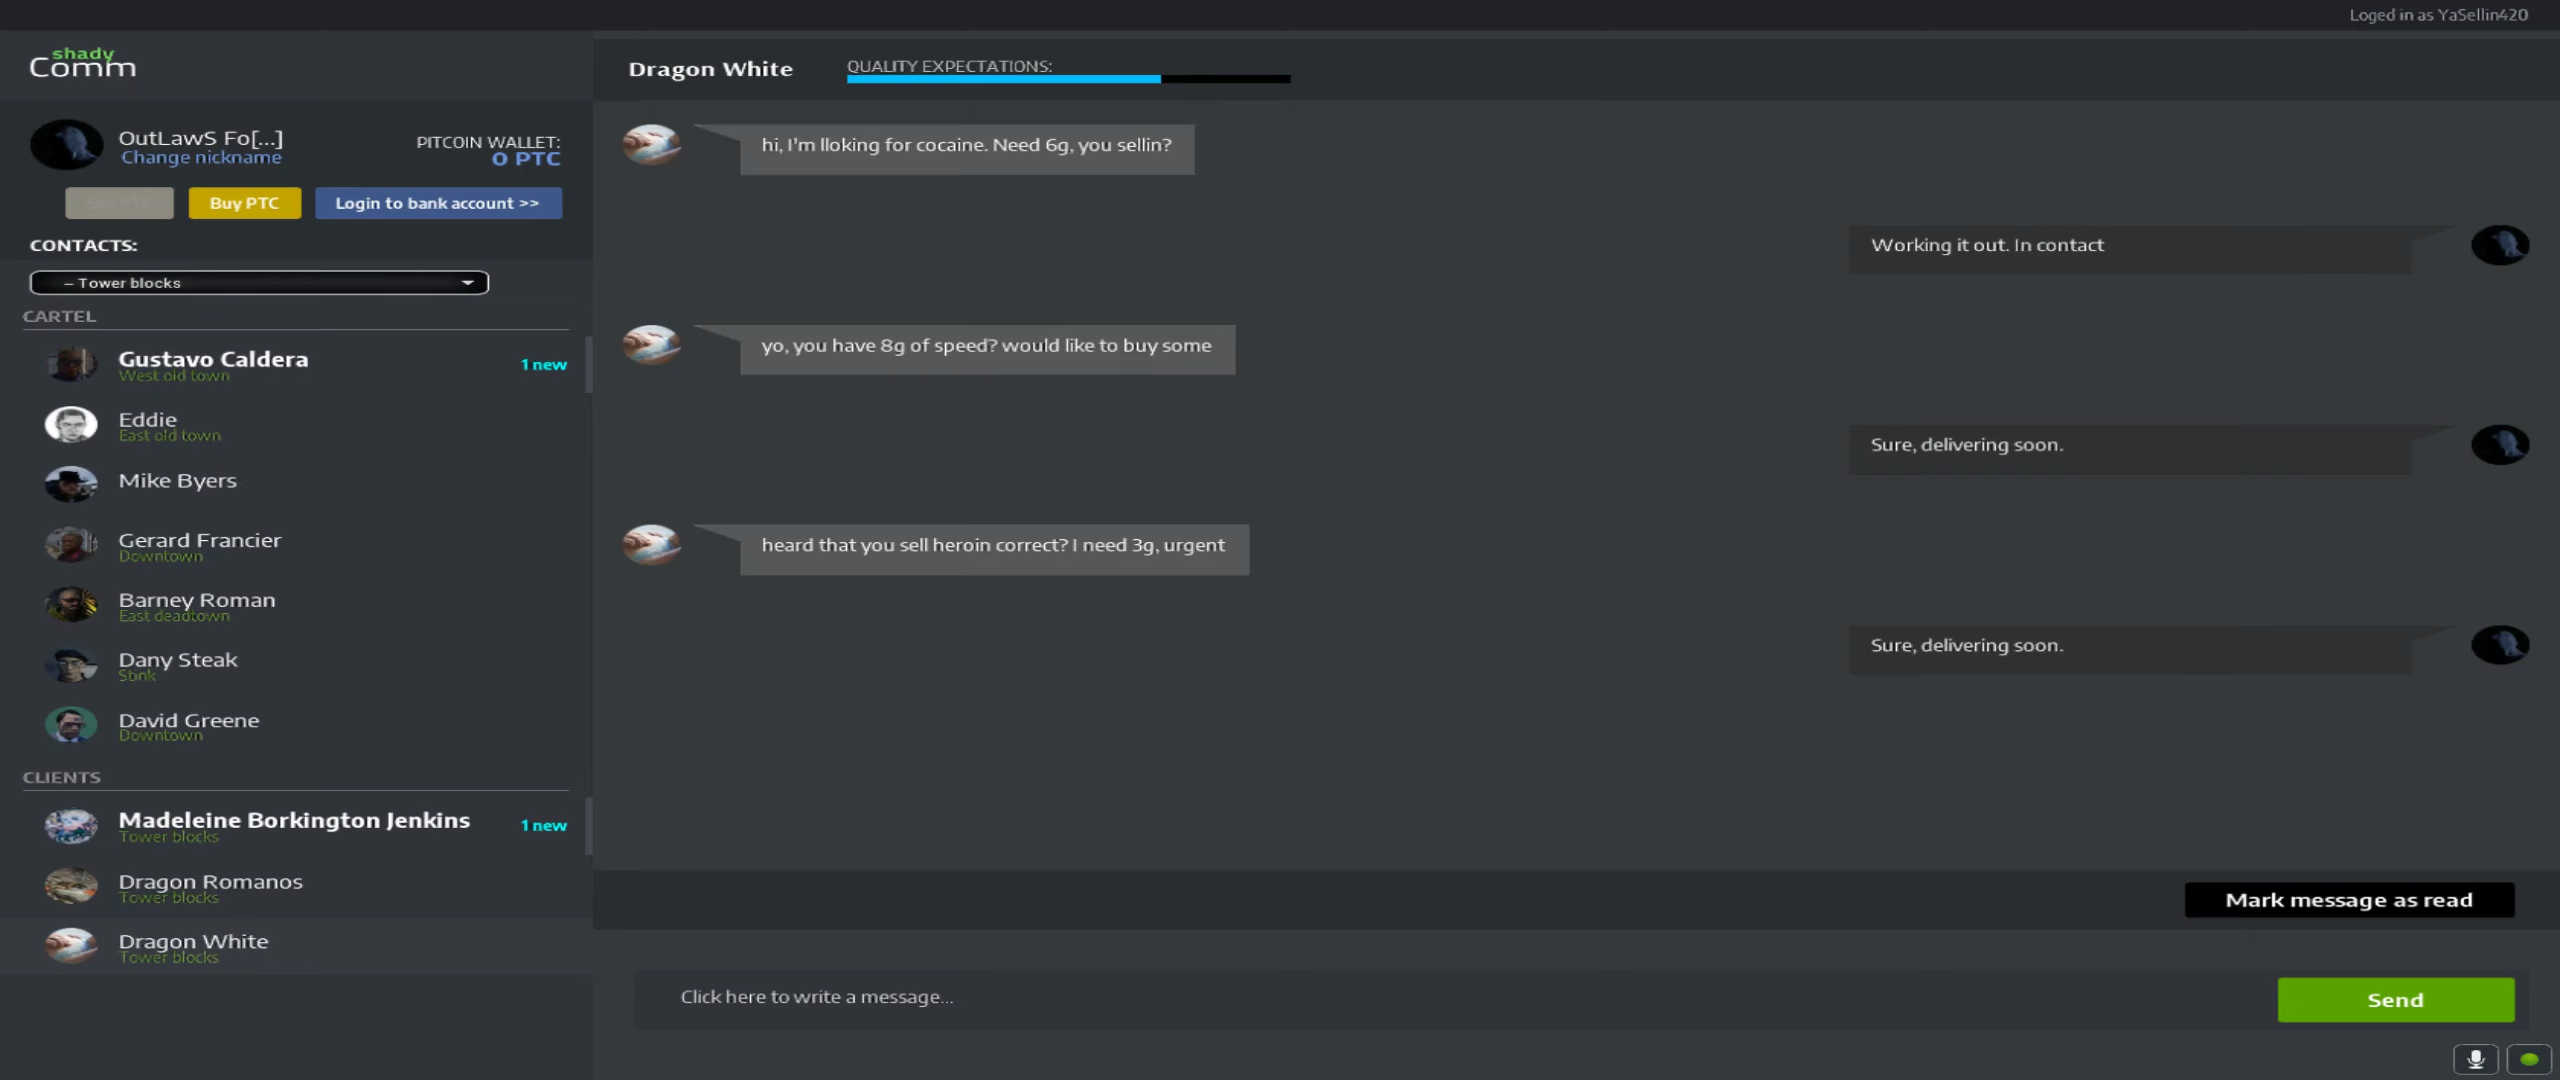 Loged in as YaSellin420
shady
Comm
OutLawS Fo[...]
Change nickname
PITCOIN WALLET:
0 PTC
Buy PTC
Login to bank account >>
CONTACTS:
-- Tower blocks
CARTEL
Gustavo Caldera
West old town
1 new
Eddie
East old town
Mike Byers
Gerard Francier
Downtown
Barney Roman
East deadtown
Dany Steak
Stink
David Greene
Downtown
CLIENTS
Madeleine Borkington Jenkins
Tower blocks
1 new
Dragon Romanos
Tower blocks
Dragon White
Tower blocks
Dragon White
QUALITY EXPECTATIONS:
hi, I'm lloking for cocaine. Need 6g, you sellin?
Working it out. In contact
yo, you have 8g of speed? would like to buy some
Sure, delivering soon.
heard that you sell heroin correct? I need 3g, urgent
Sure, delivering soon.
Mark message as read
Click here to write a message...
Send